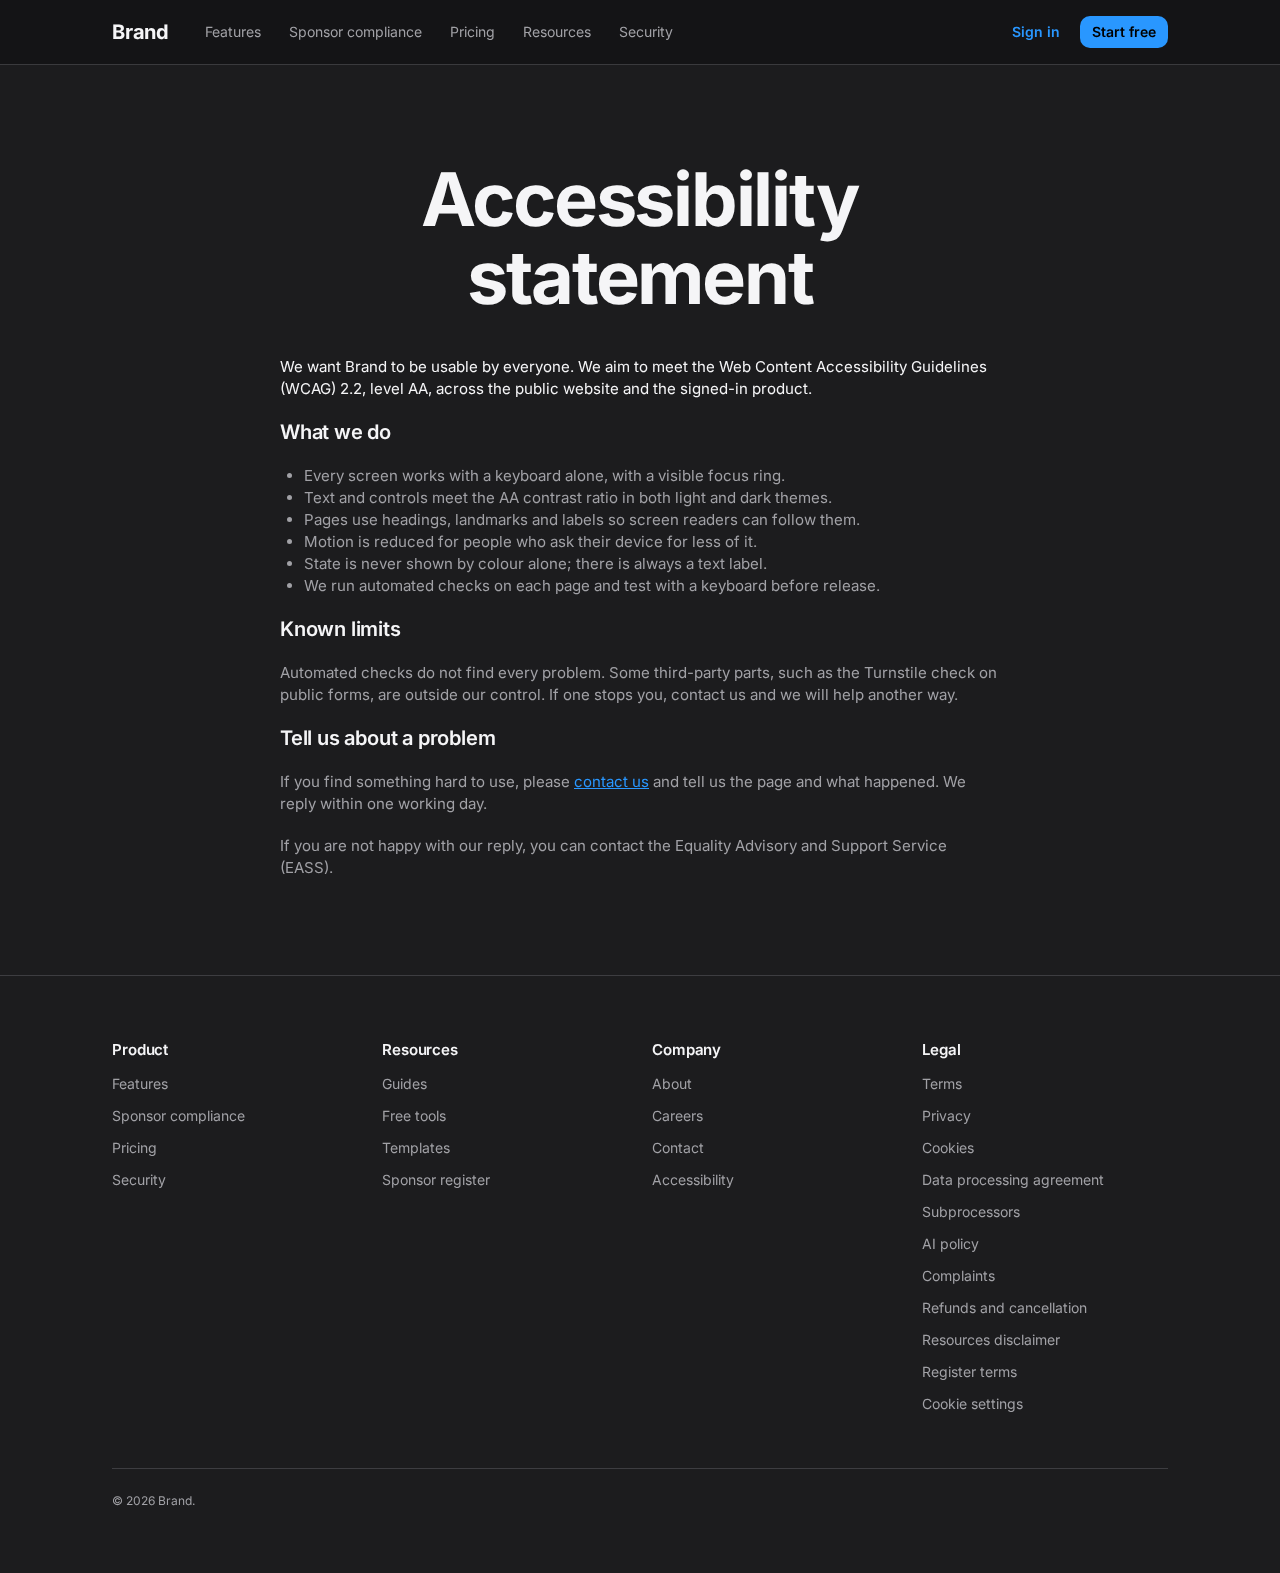 Brand
Features
Sponsor compliance
Pricing
Resources
Security
Sign in
Start free
Accessibility
statement
We want Brand to be usable by everyone. We aim to meet the Web Content Accessibility Guidelines
(WCAG) 2.2, level AA, across the public website and the signed-in product.
What we do
• Every screen works with a keyboard alone, with a visible focus ring.
• Text and controls meet the AA contrast ratio in both light and dark themes.
• Pages use headings, landmarks and labels so screen readers can follow them.
• Motion is reduced for people who ask their device for less of it.
• State is never shown by colour alone; there is always a text label.
• We run automated checks on each page and test with a keyboard before release.
Known limits
Automated checks do not find every problem. Some third-party parts, such as the Turnstile check on
public forms, are outside our control. If one stops you, contact us and we will help another way.
Tell us about a problem
If you find something hard to use, please contact us and tell us the page and what happened. We
reply within one working day.
If you are not happy with our reply, you can contact the Equality Advisory and Support Service
(EASS).
Product
Features
Sponsor compliance
Pricing
Security
Resources
Guides
Free tools
Templates
Sponsor register
Company
About
Careers
Contact
Accessibility
Legal
Terms
Privacy
Cookies
Data processing agreement
Subprocessors
AI policy
Complaints
Refunds and cancellation
Resources disclaimer
Register terms
Cookie settings
© 2026 Brand.